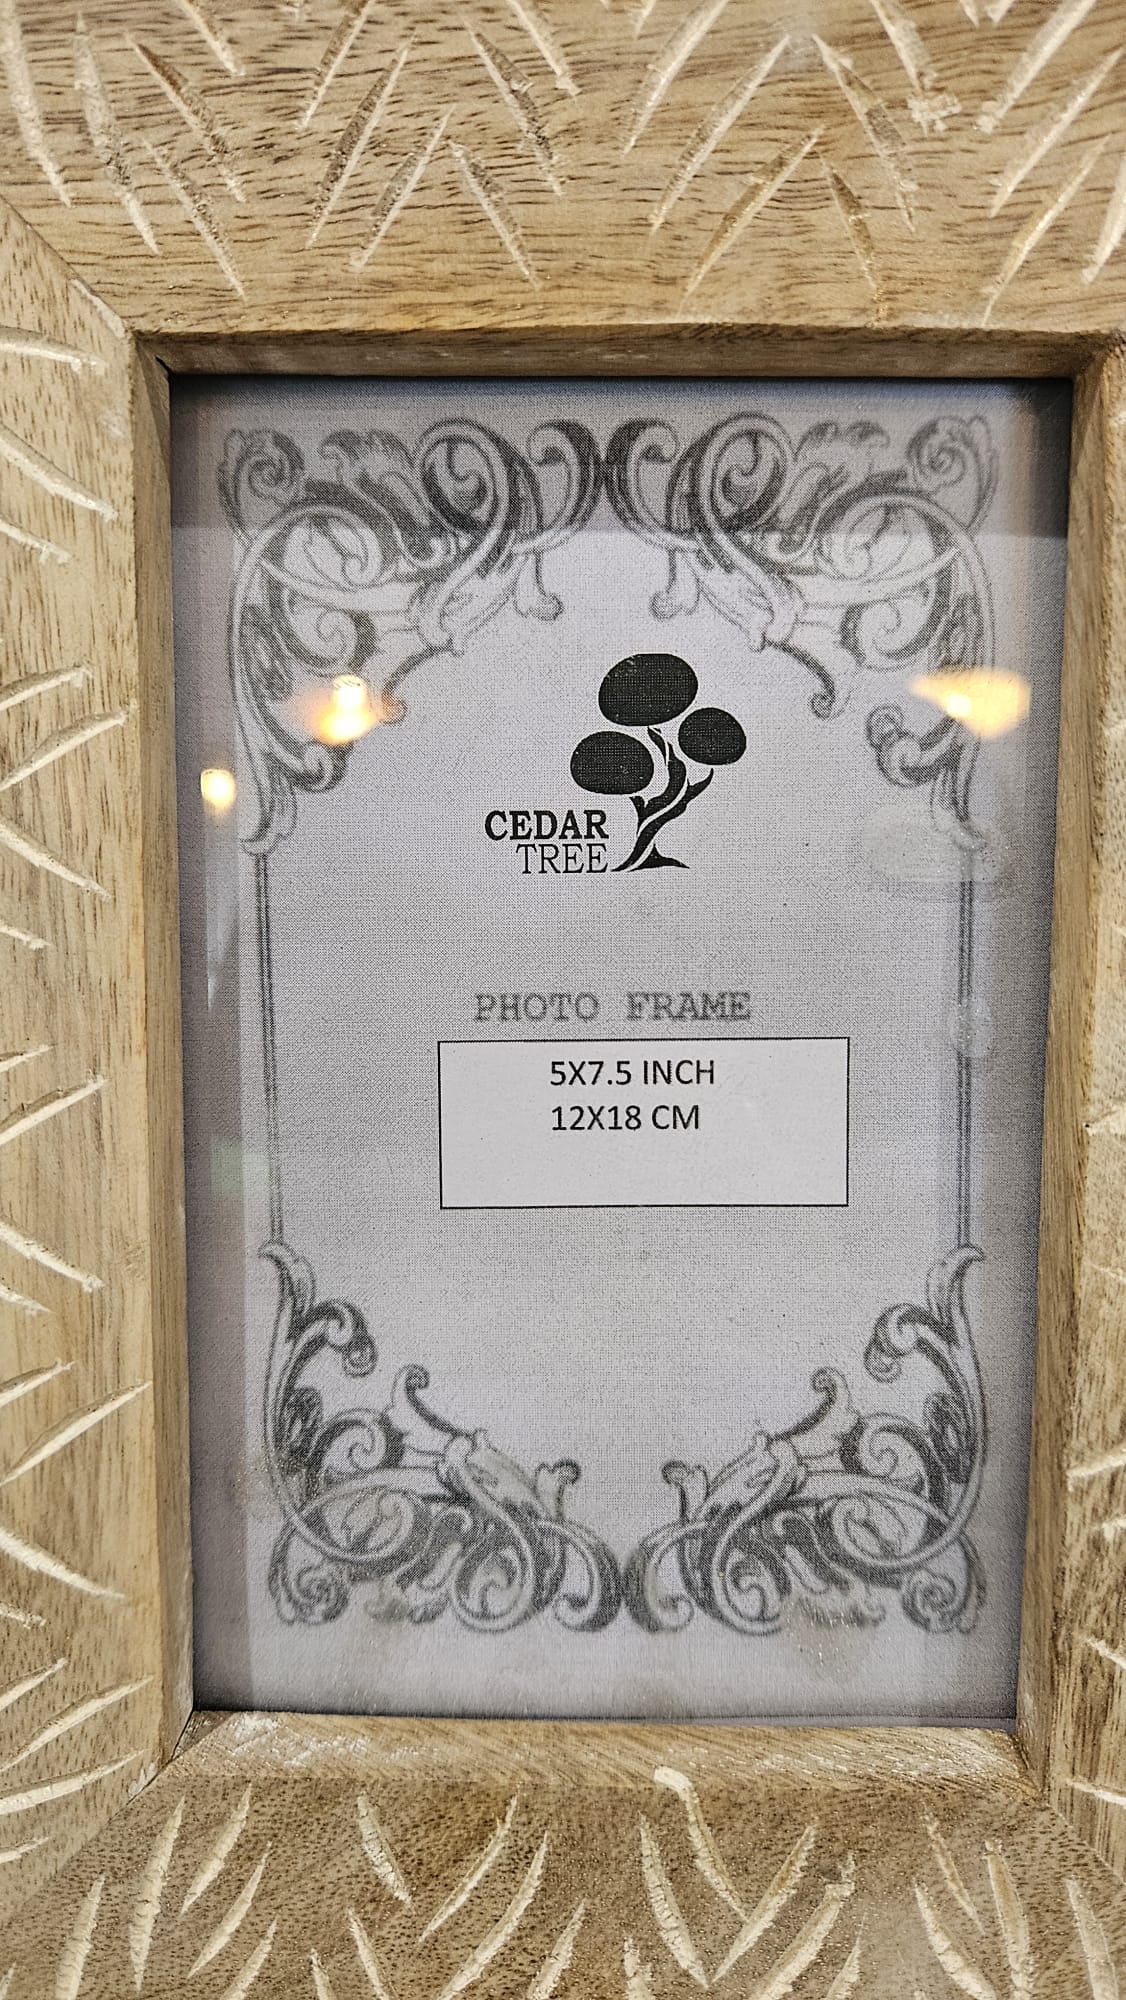 CEDAR
TREE
PHOTO FRAME
5X7.5 INCH
12X18 CM